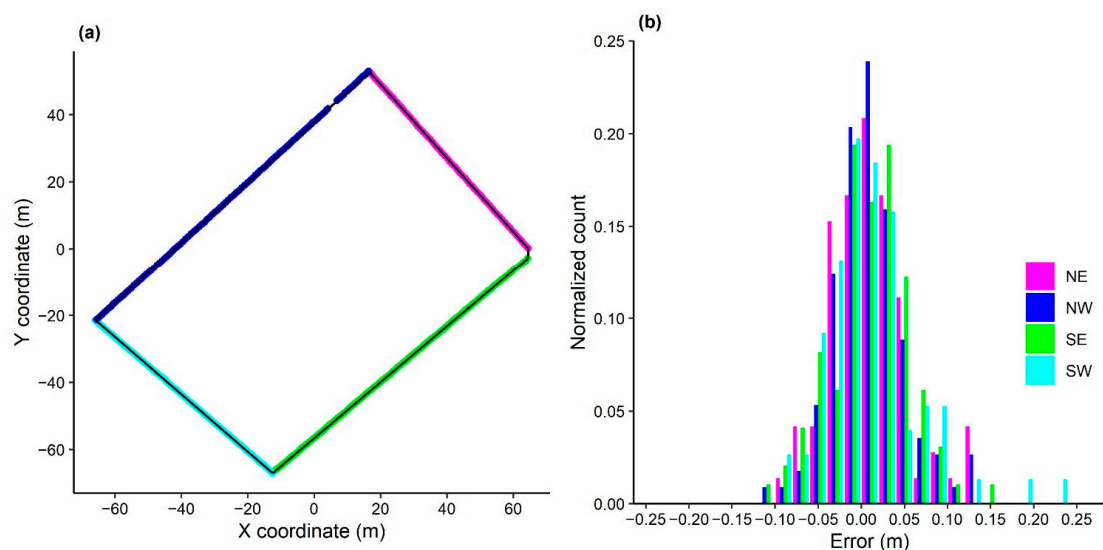 (a)
40
20
0
−20
−40
−60
Y coordinate (m)
−60 −40 −20 0 20 40 60
X coordinate (m)
(b)
0.25
0.20
0.15
0.10
0.05
0.00
Normalized count
−0.25 −0.20 −0.15 −0.10 −0.05 0.00 0.05 0.10 0.15 0.20 0.25
Error (m)
NE
NW
SE
SW